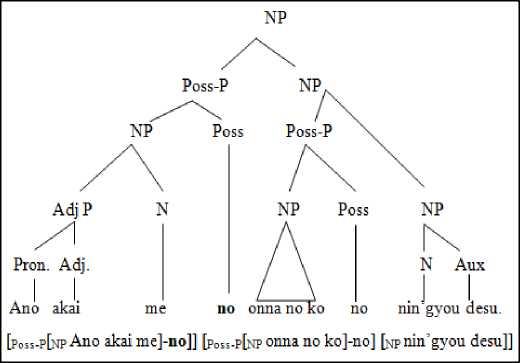 NP
Poss-P NP
NP Poss Poss-P
Adj P N NP Poss NP
Pron. Adj. N Aux
Ano akai me no onna no ko no nin'gyou desu.
[Poss-P[NP Ano akai me]-no]] [Poss-P[NP onna no ko]-no] [NP nin'gyou desu]]